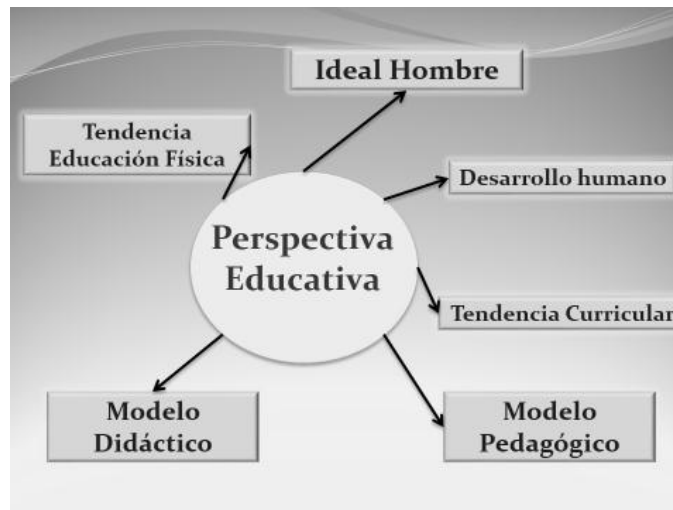 Ideal Hombre
Tendencia
Educación Física
Desarrollo humano
Perspectiva
Educativa
Tendencia Curricular
Modelo
Didáctico
Modelo
Pedagógico